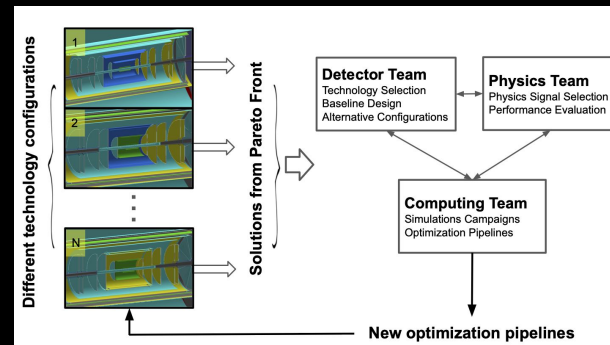 Different technology configurations
1
2
N
Solutions from Pareto Front
Detector Team
Technology Selection
Baseline Design
Alternative Configurations
Physics Team
Physics Signal Selection
Performance Evaluation
Computing Team
Simulations Campaigns
Optimization Pipelines
New optimization pipelines